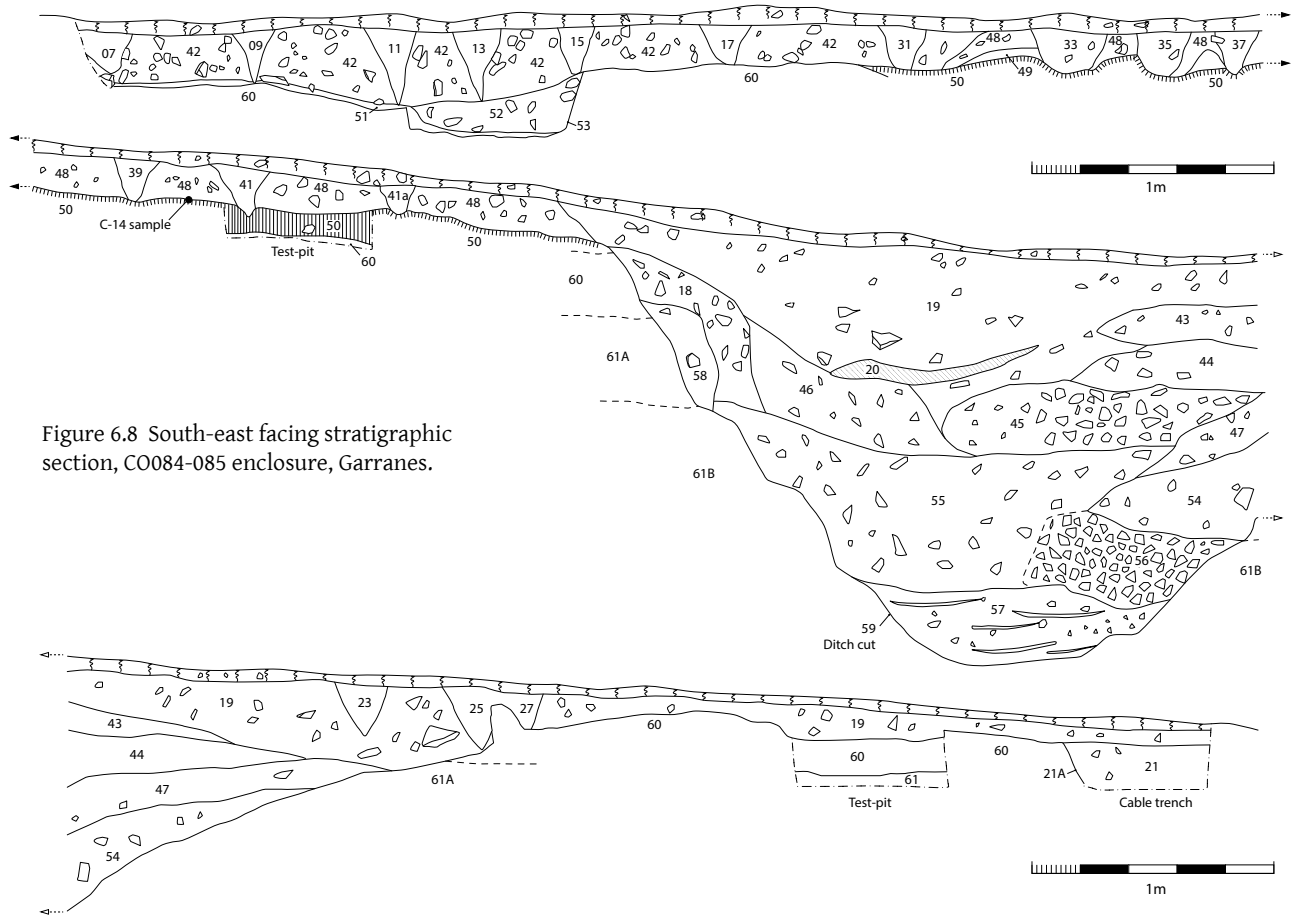 07 42 09 42 11 42 13 42 15 42 17 42 31 48 33 48 35 48 37
60 51 52 53 60 50 49 50
1m
48 39 48 41 48 41a 48
50 C-14 sample 50 50
Test-pit 60
60 18 19 43
61A 58 46 20 44
45 47
Figure 6.8 South-east facing stratigraphic
section, CO084-085 enclosure, Garranes.
61B 55 54
56 61B
57
59
Ditch cut
19 23 25 27 60 19
43
44 61A 60 60 21A 21
47 61
Test-pit Cable trench
54
1m